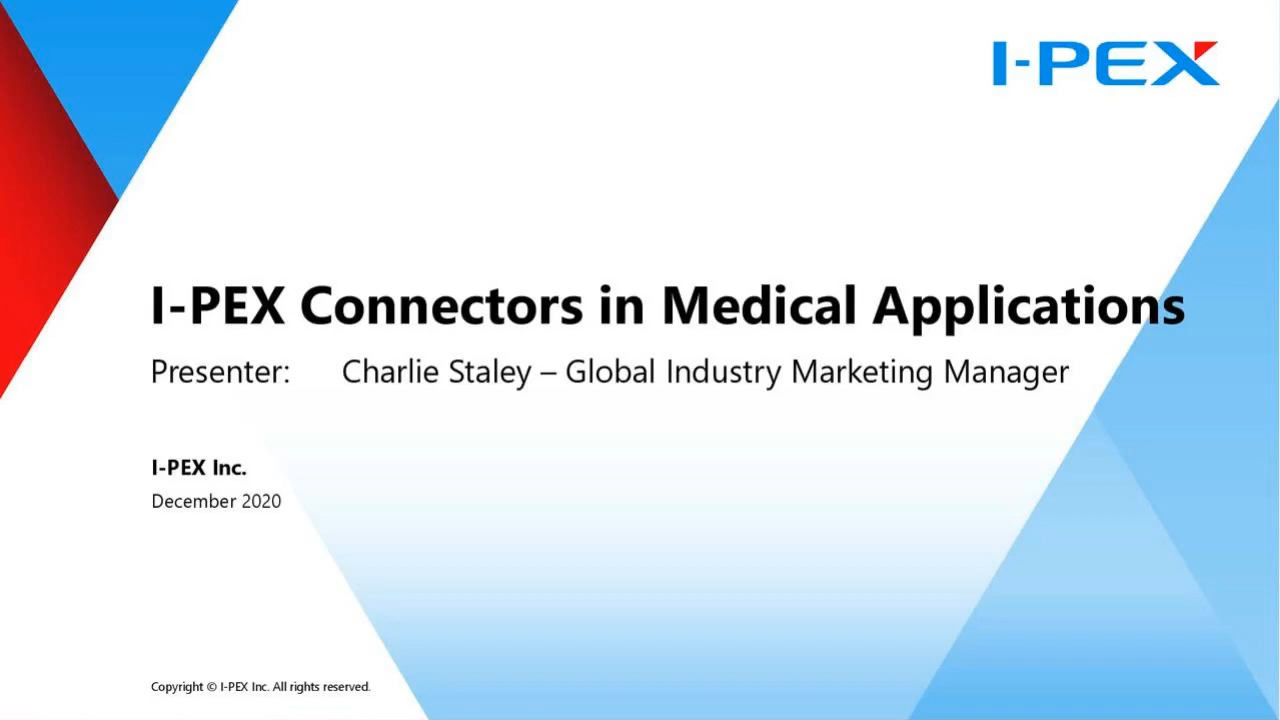 I-PEX
I-PEX Connectors in Medical Applications
Presenter: Charlie Staley – Global Industry Marketing Manager
I-PEX Inc.
December 2020
Copyright © I-PEX Inc. All rights reserved.